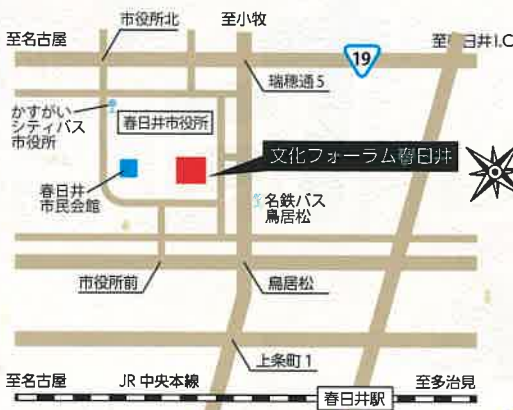 市役所北
至小牧
至名古屋
至春日井I.C
19
瑞穂通5
かすがい
シティバス
市役所
春日井市役所
文化フォーラム春日井
春日井
市民会館
名鉄バス
鳥居松
市役所前
鳥居松
上条町1
至名古屋
JR中央本線
至多治見
春日井駅